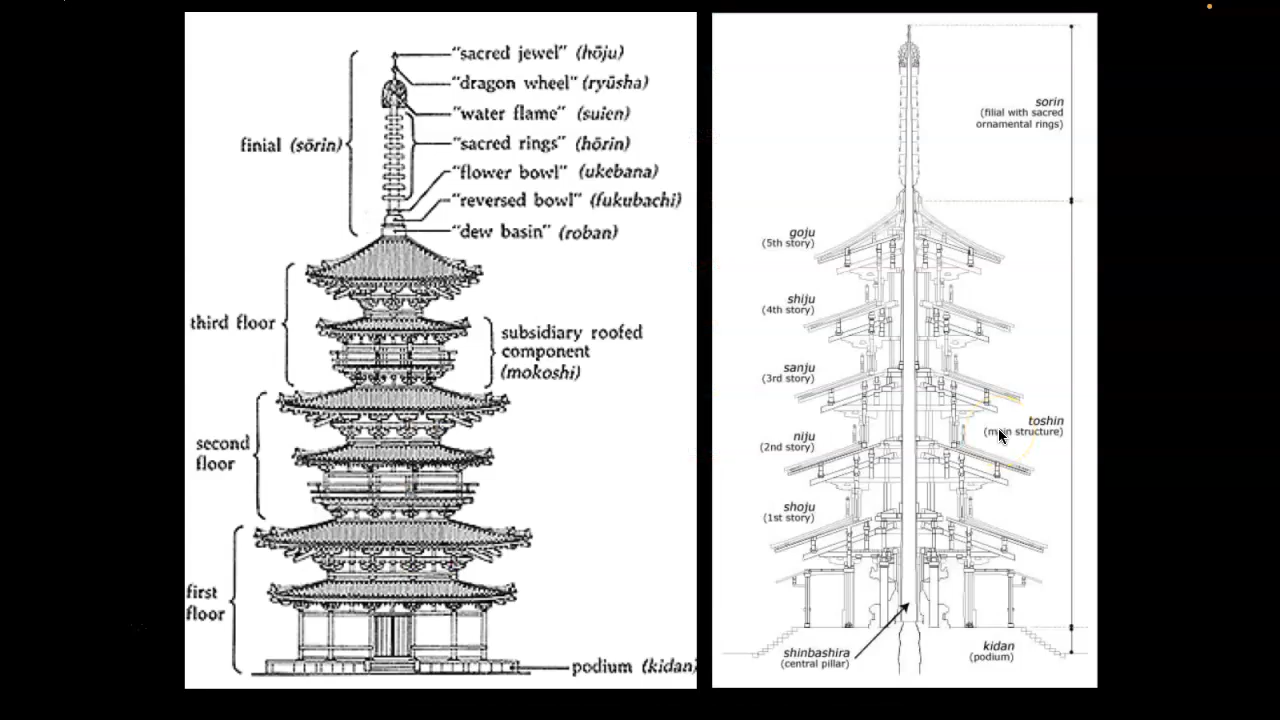 "sacred jewel" (hōju)
"dragon wheel" (ryūsha)
"water flame" (suien)
finial (sōrin)
"sacred rings" (hōrin)
"flower bowl" (ukebana)
"reversed bowl" (fukubachi)
"dew basin" (roban)
third floor
subsidiary roofed
component
(mokoshi)
second
floor
first
floor
podium (kidan)
sorin
(filial with sacred
ornamental rings)
goju
(5th story)
shiju
(4th story)
sanju
(3rd story)
toshin
(main structure)
niju
(2nd story)
shoju
(1st story)
shinbashira
(central pillar)
kidan
(podium)